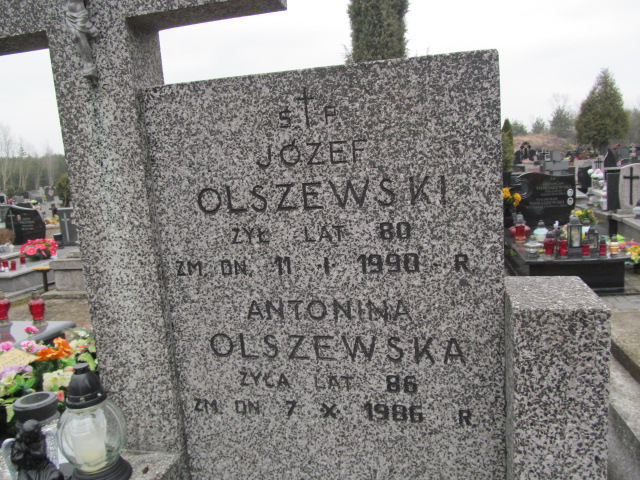 Ś † P
JÓZEF
OLSZEWSKI
ŻYŁ LAT 80
ZM. DN. 11 I 1990 R
ANTONINA
OLSZEWSKA
ŻYŁA LAT 86
ZM. DN 7 X 1986 R